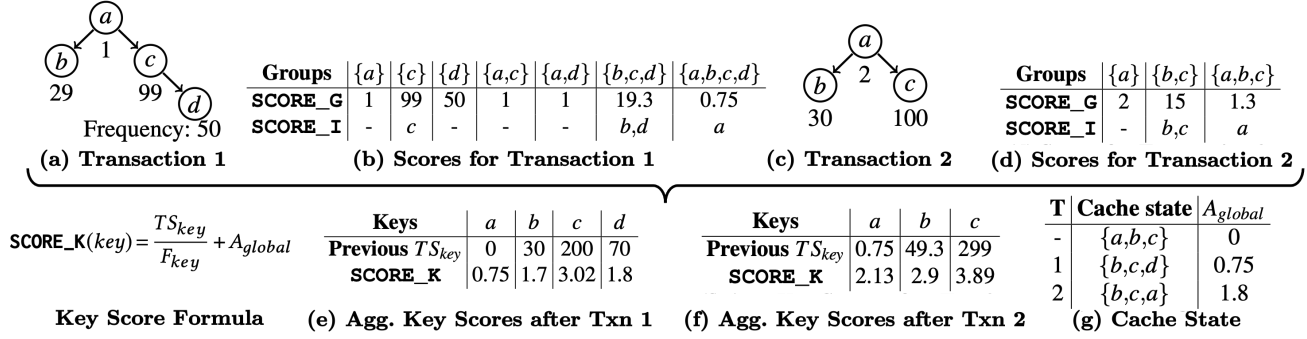 a
1
b
c
29
99
d
Frequency: 50
(a) Transaction 1
Groups {a} {c} {d} {a,c} {a,d} {b,c,d} {a,b,c,d}
SCORE_G 1 99 50 1 1 19.3 0.75
SCORE_I - c - - - b,d a
(b) Scores for Transaction 1
a
2
b
c
30
100
(c) Transaction 2
Groups {a} {b,c} {a,b,c}
SCORE_G 2 15 1.3
SCORE_I - b,c a
(d) Scores for Transaction 2
SCORE_K(key) = TS_key / F_key + A_global
Key Score Formula
Keys a b c d
Previous TS_key 0 30 200 70
SCORE_K 0.75 1.7 3.02 1.8
(e) Agg. Key Scores after Txn 1
Keys a b c
Previous TS_key 0.75 49.3 299
SCORE_K 2.13 2.9 3.89
(f) Agg. Key Scores after Txn 2
T Cache state A_global
- {a,b,c} 0
1 {b,c,d} 0.75
2 {b,c,a} 1.8
(g) Cache State